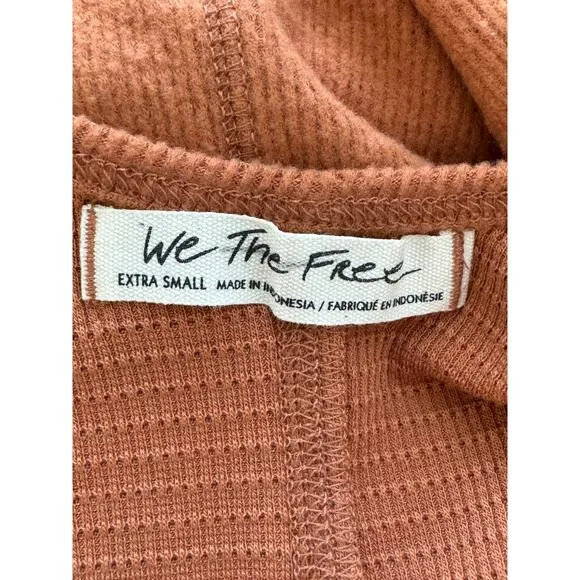 We The Free
EXTRA SMALL MADE IN INDONESIA / FABRIQUÉ EN INDONÉSIE